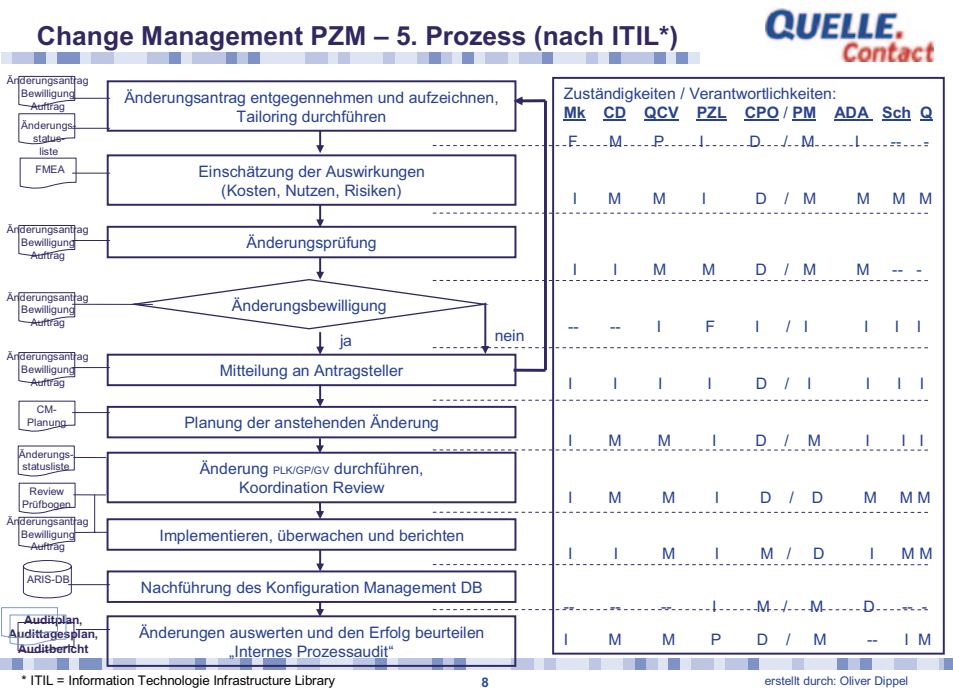 Change Management PZM – 5. Prozess (nach ITIL*)
QUELLE.
Contact
Änderungsantrag
Bewilligung
Auftrag
Änderungs-
status-
liste
Änderungsantrag entgegennehmen und aufzeichnen,
Tailoring durchführen
FMEA
Einschätzung der Auswirkungen
(Kosten, Nutzen, Risiken)
Änderungsantrag
Bewilligung
Auftrag
Änderungsprüfung
Änderungsantrag
Bewilligung
Auftrag
Änderungsbewilligung
ja
nein
Änderungsantrag
Bewilligung
Auftrag
Mitteilung an Antragsteller
CM-
Planung
Planung der anstehenden Änderung
Änderungs-
statusliste
Review
Prüfbogen
Änderung PLK/GP/GV durchführen,
Koordination Review
Änderungsantrag
Bewilligung
Auftrag
Implementieren, überwachen und berichten
ARIS-DB
Nachführung des Konfiguration Management DB
Auditplan,
Audittagesplan,
Auditbericht
Änderungen auswerten und den Erfolg beurteilen
„Internes Prozessaudit“
Zuständigkeiten / Verantwortlichkeiten:
Mk CD QCV PZL CPO / PM ADA Sch Q
F M P I D / M I -- -
I M M I D / M M M M
I I M M D / M M -- -
-- -- I F I / I I I I
I I I I D / I I I I
I M M I D / M I I I
I M M I D / D M M M
I I M I M / D I M M
-- -- -- I M / M D -- -
I M M P D / M -- I M
* ITIL = Information Technologie Infrastructure Library
8
erstellt durch: Oliver Dippel